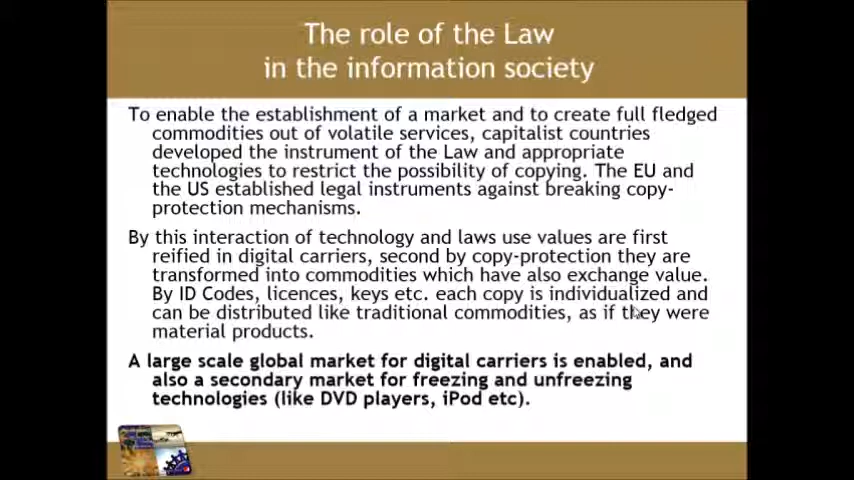 The role of the Law
in the information society
To enable the establishment of a market and to create full fledged
commodities out of volatile services, capitalist countries
developed the instrument of the Law and appropriate
technologies to restrict the possibility of copying. The EU and
the US established legal instruments against breaking copy-
protection mechanisms.
By this interaction of technology and laws use values are first
reified in digital carriers, second by copy-protection they are
transformed into commodities which have also exchange value.
By ID Codes, licences, keys etc. each copy is individualized and
can be distributed like traditional commodities, as if they were
material products.
A large scale global market for digital carriers is enabled, and
also a secondary market for freezing and unfreezing
technologies (like DVD players, iPod etc).